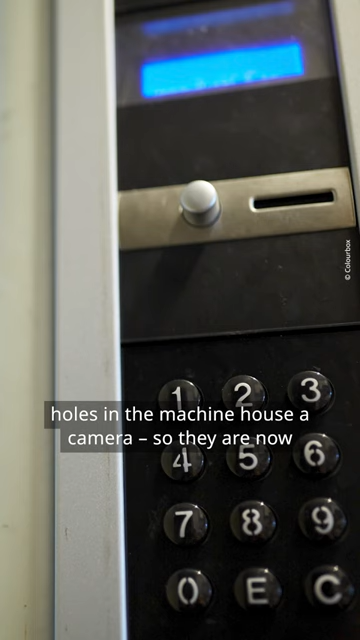 © Colourbox
1 2 3
holes in the machine house a
camera – so they are now
4 5 6
7 8 9
0 E C